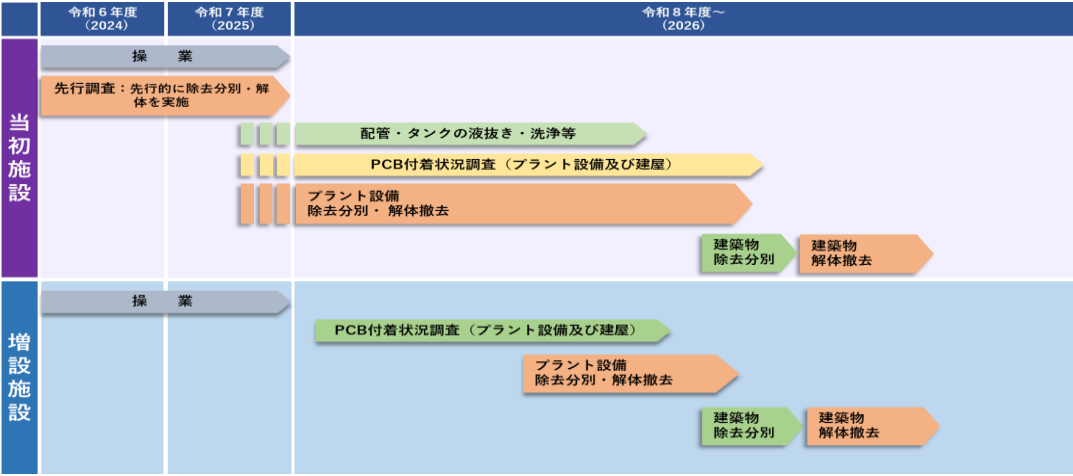 令和６年度
（2024）
令和７年度
（2025）
令和８年度～
（2026）
当初施設
操　業
先行調査：先行的に除去分別・解
体を実施
配管・タンクの液抜き・洗浄等
PCB付着状況調査（プラント設備及び建屋）
プラント設備
除去分別・ 解体撤去
建築物
除去分別
建築物
解体撤去
増設施設
操　業
PCB付着状況調査（プラント設備及び建屋）
プラント設備
除去分別・解体撤去
建築物
除去分別
建築物
解体撤去